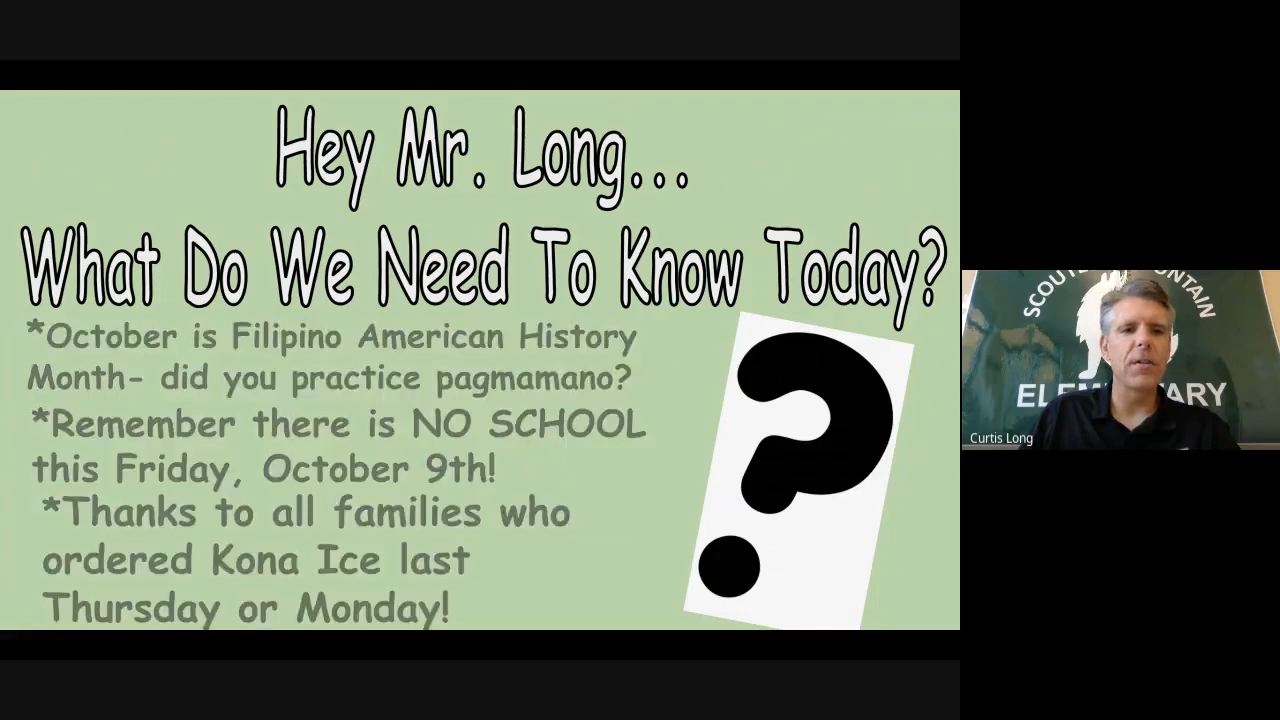 Hey Mr. Long...
What Do We Need To Know Today?
*October is Filipino American History
Month- did you practice pagmamano?
*Remember there is NO SCHOOL
this Friday, October 9th!
*Thanks to all families who
ordered Kona Ice last
Thursday or Monday!
Curtis Long